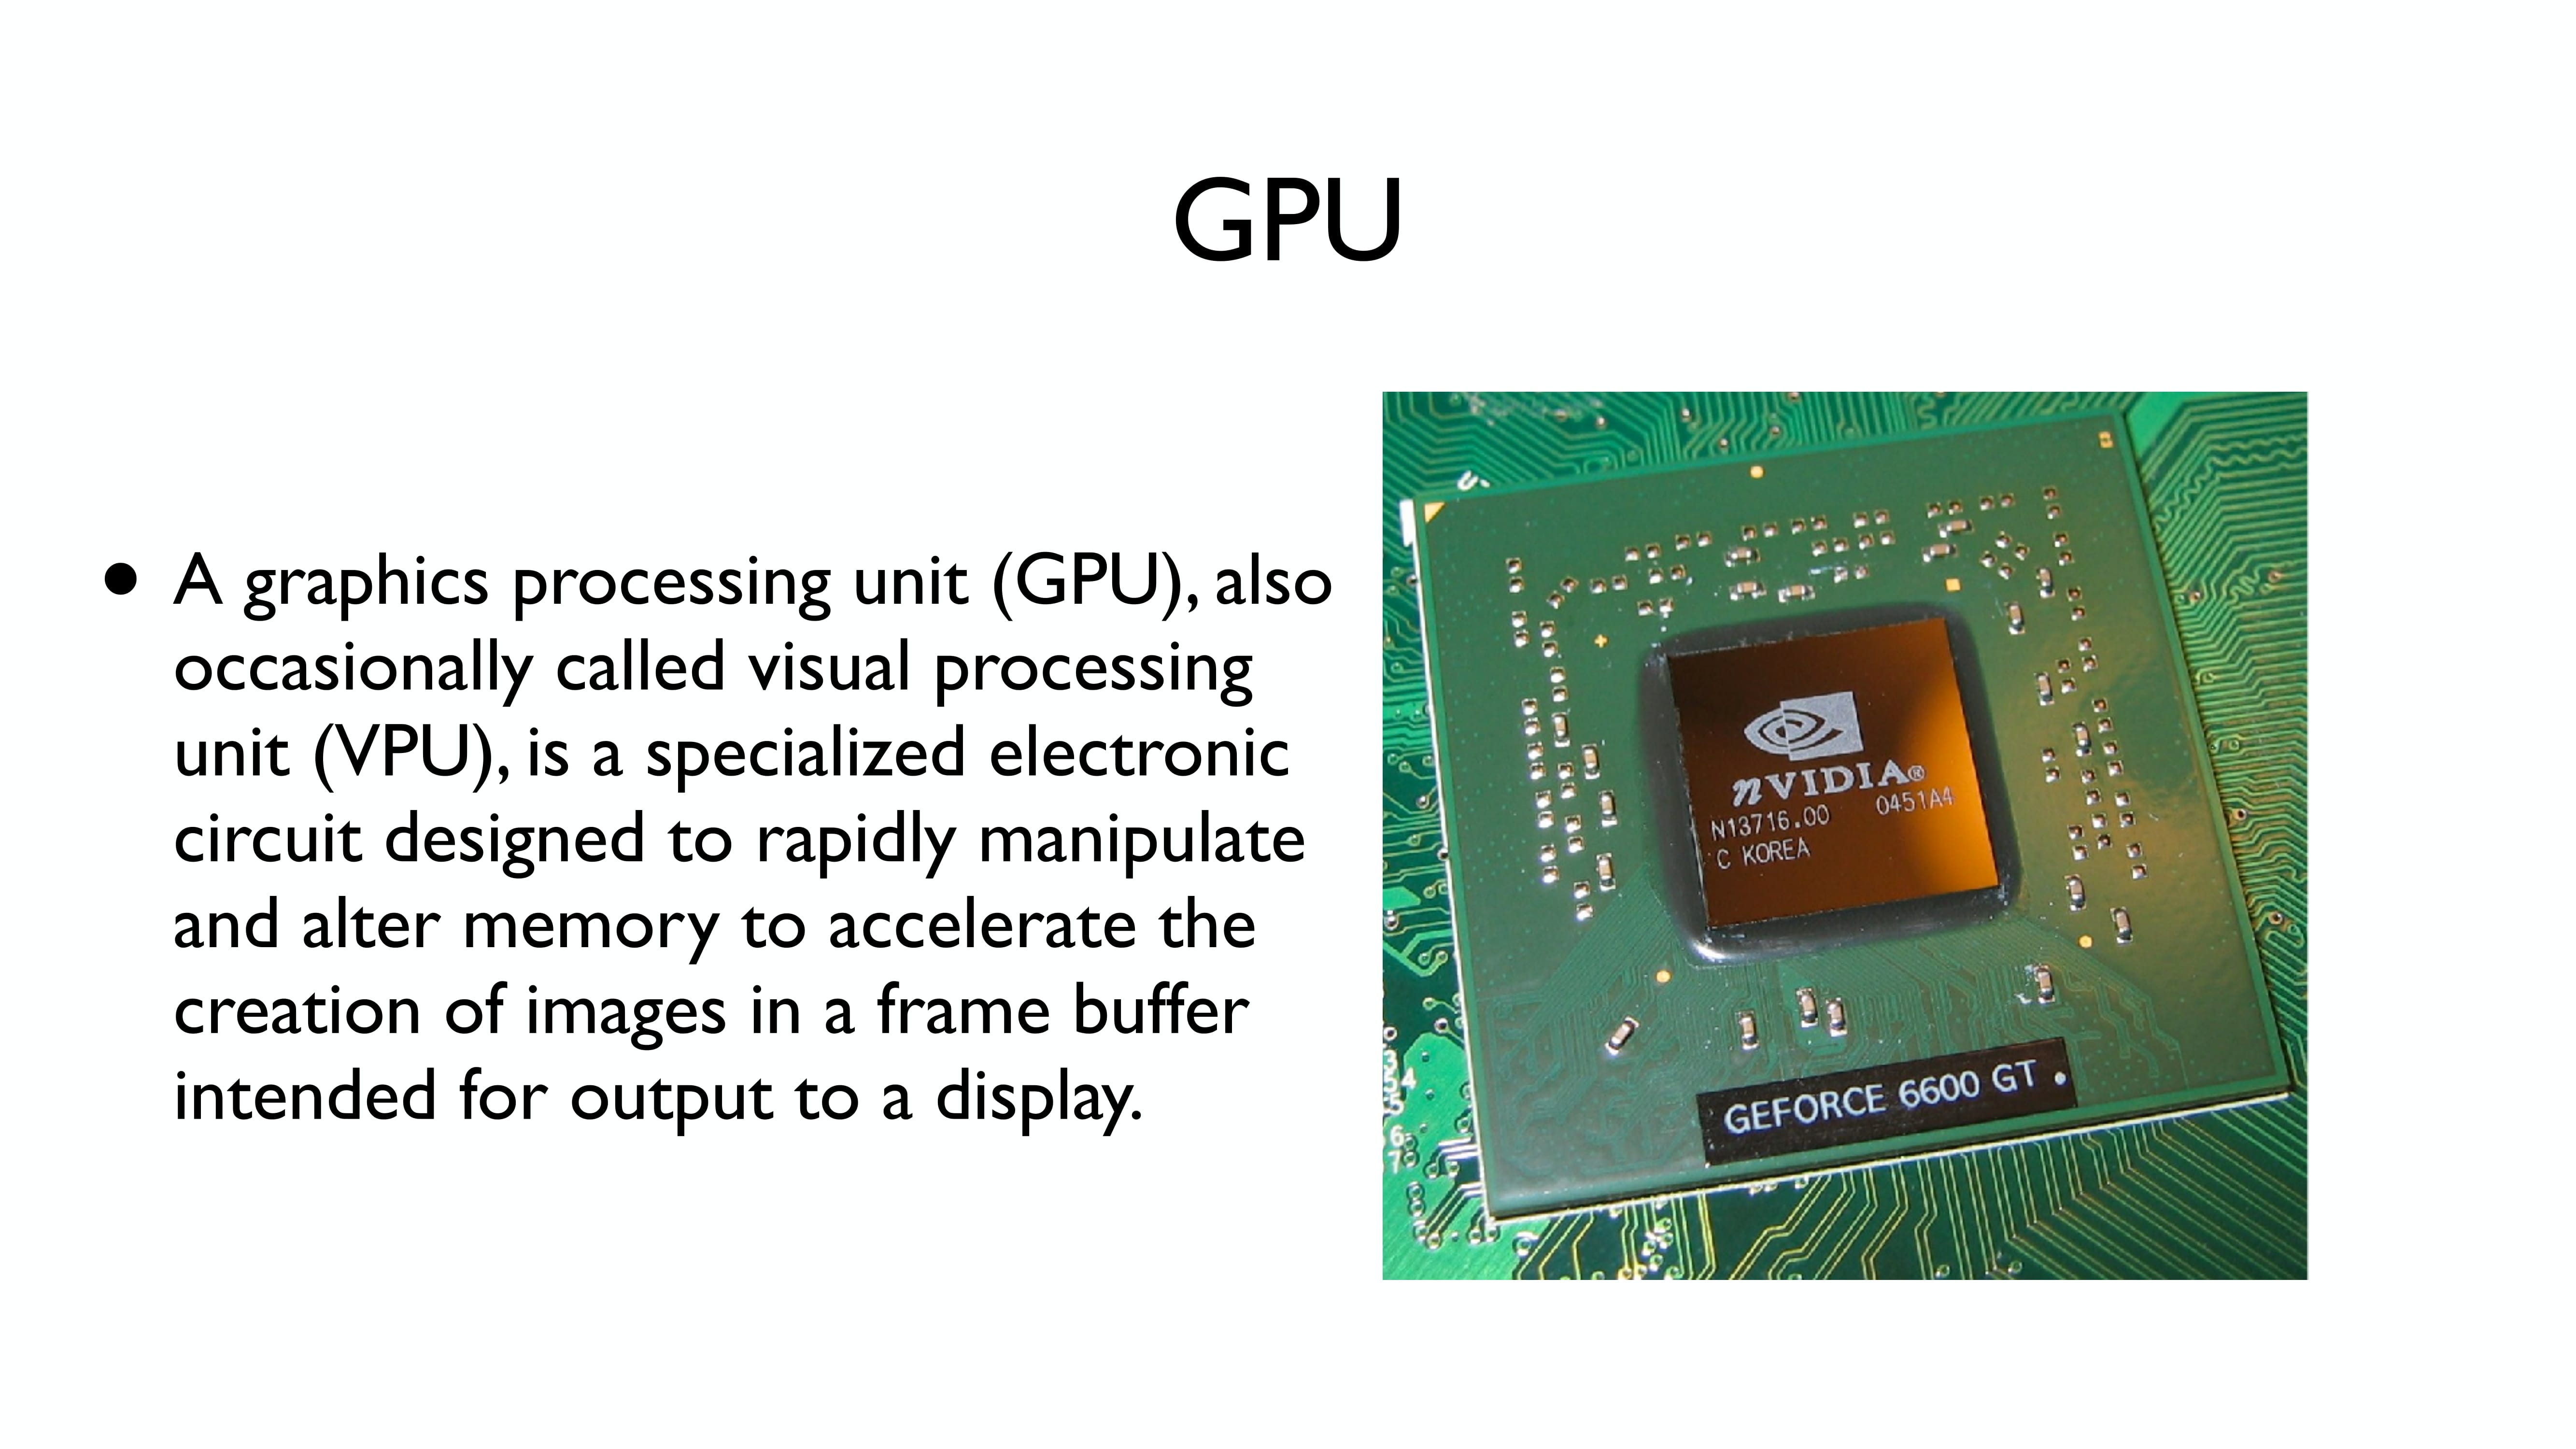 GPU
• A graphics processing unit (GPU), also
occasionally called visual processing
unit (VPU), is a specialized electronic
circuit designed to rapidly manipulate
and alter memory to accelerate the
creation of images in a frame buffer
intended for output to a display.
nVIDIA®
N13716.00 0451A4
C KOREA
GEFORCE 6600 GT